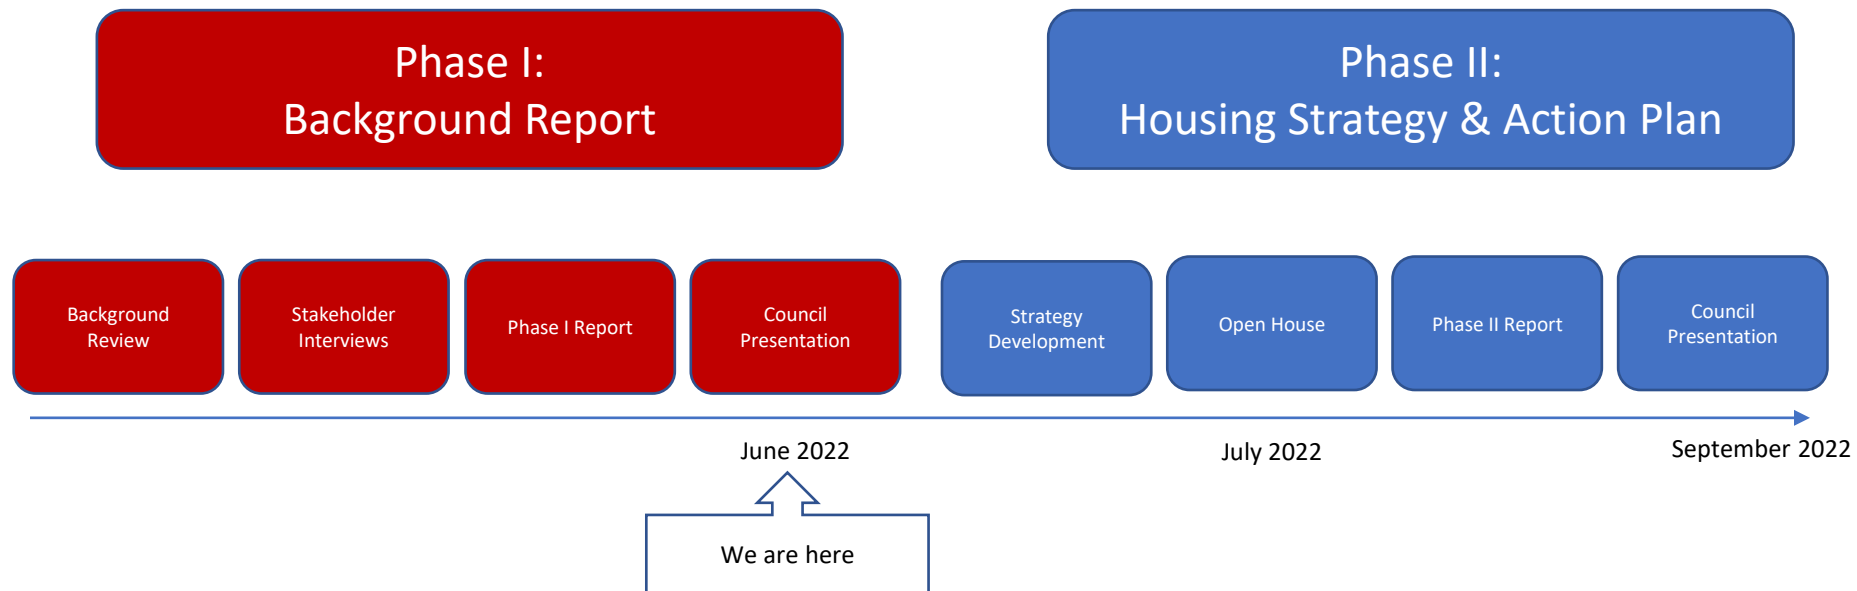 Phase I:
Background Report
Phase II:
Housing Strategy & Action Plan
Background
Review
Stakeholder
Interviews
Phase I Report
Council
Presentation
Strategy
Development
Open House
Phase II Report
Council
Presentation
June 2022
July 2022
September 2022
We are here